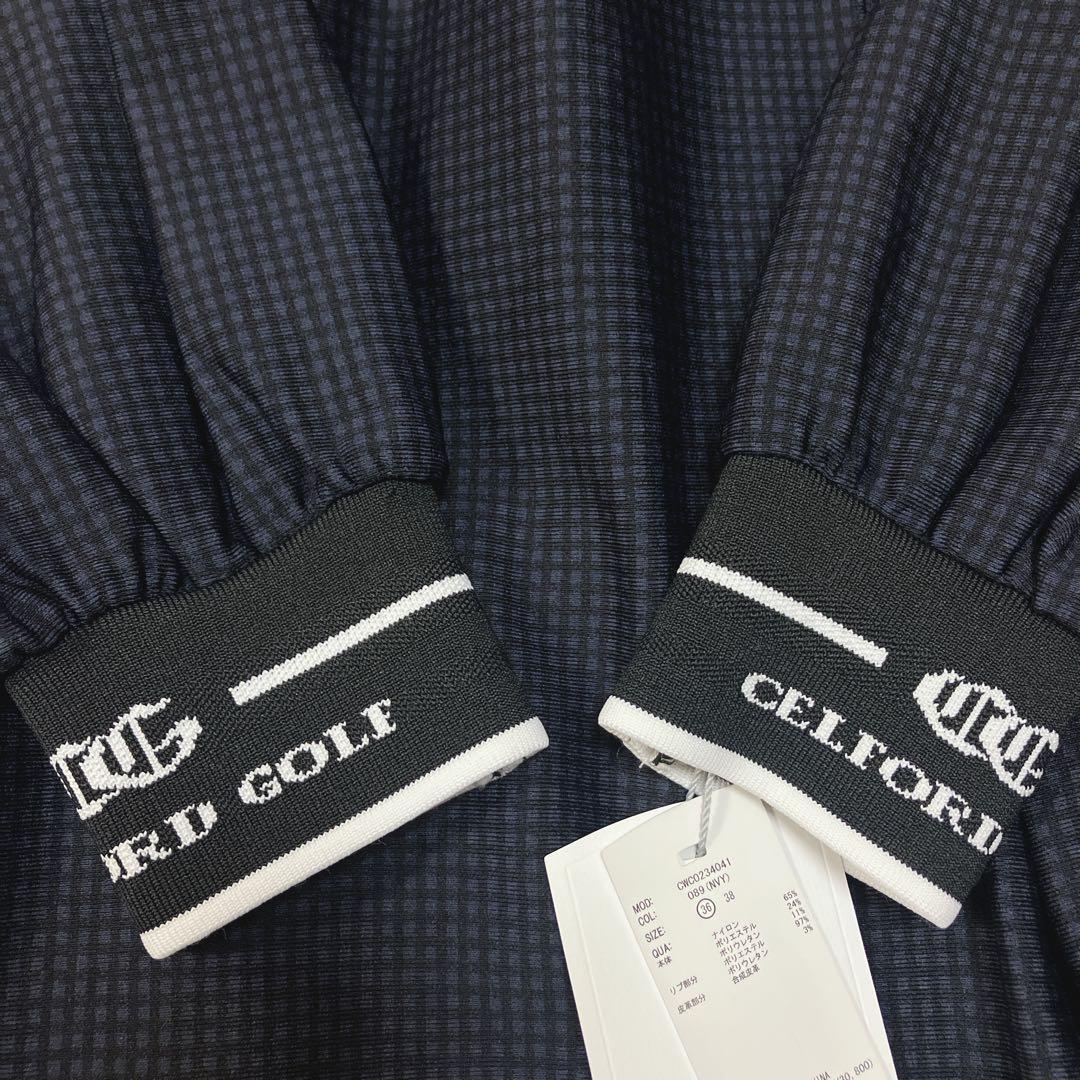 ORD GOLF
CELFORD
MOD: CWCO234041
COL: 089(NVY)
SIZE: 36 38
QUA:
本体 ナイロン 65%
ポリエステル 24%
ポリウレタン 11%
リブ部分 ポリエステル 97%
ポリウレタン 3%
皮革部分 合成皮革
INA
30,800)